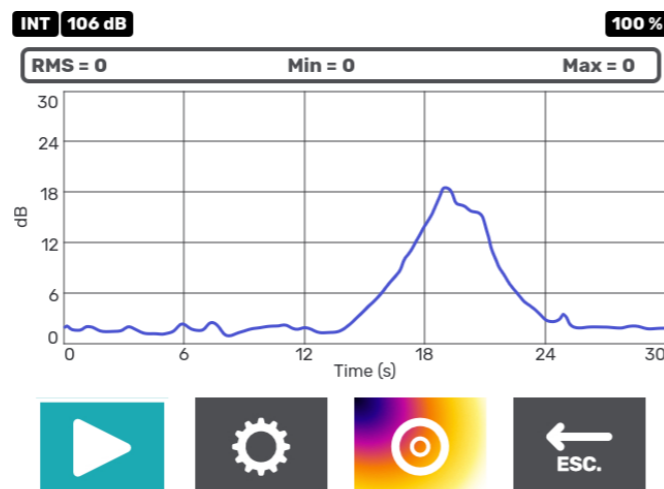 INT 106 dB 100 %
RMS = 0 Min = 0 Max = 0
30
24
18
12
6
0
dB
0 6 12 18 24 30
Time (s)
ESC.